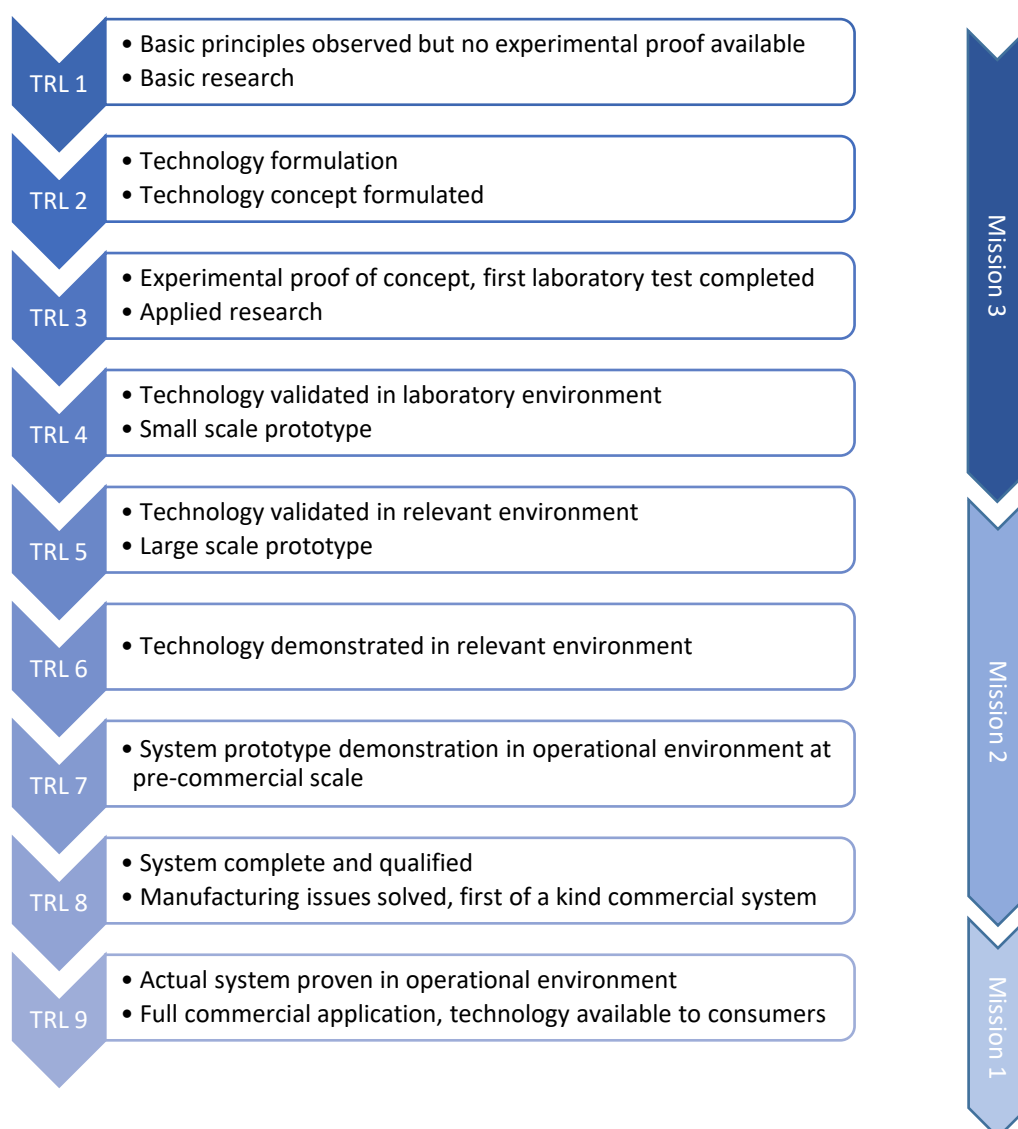 TRL 1
• Basic principles observed but no experimental proof available
• Basic research
TRL 2
• Technology formulation
• Technology concept formulated
TRL 3
• Experimental proof of concept, first laboratory test completed
• Applied research
TRL 4
• Technology validated in laboratory environment
• Small scale prototype
TRL 5
• Technology validated in relevant environment
• Large scale prototype
TRL 6
• Technology demonstrated in relevant environment
TRL 7
• System prototype demonstration in operational environment at
pre-commercial scale
TRL 8
• System complete and qualified
• Manufacturing issues solved, first of a kind commercial system
TRL 9
• Actual system proven in operational environment
• Full commercial application, technology available to consumers
Mission 3
Mission 2
Mission 1